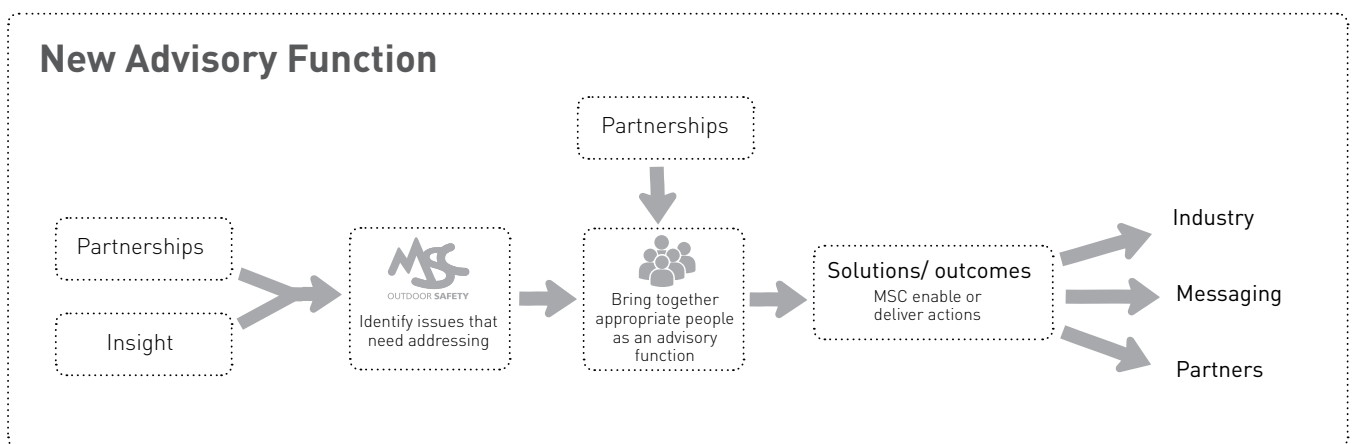 New Advisory Function
Partnerships
Partnerships
Insight
MSC
OUTDOOR SAFETY
Identify issues that
need addressing
Bring together
appropriate people
as an advisory
function
Solutions/ outcomes
MSC enable or
deliver actions
Industry
Messaging
Partners